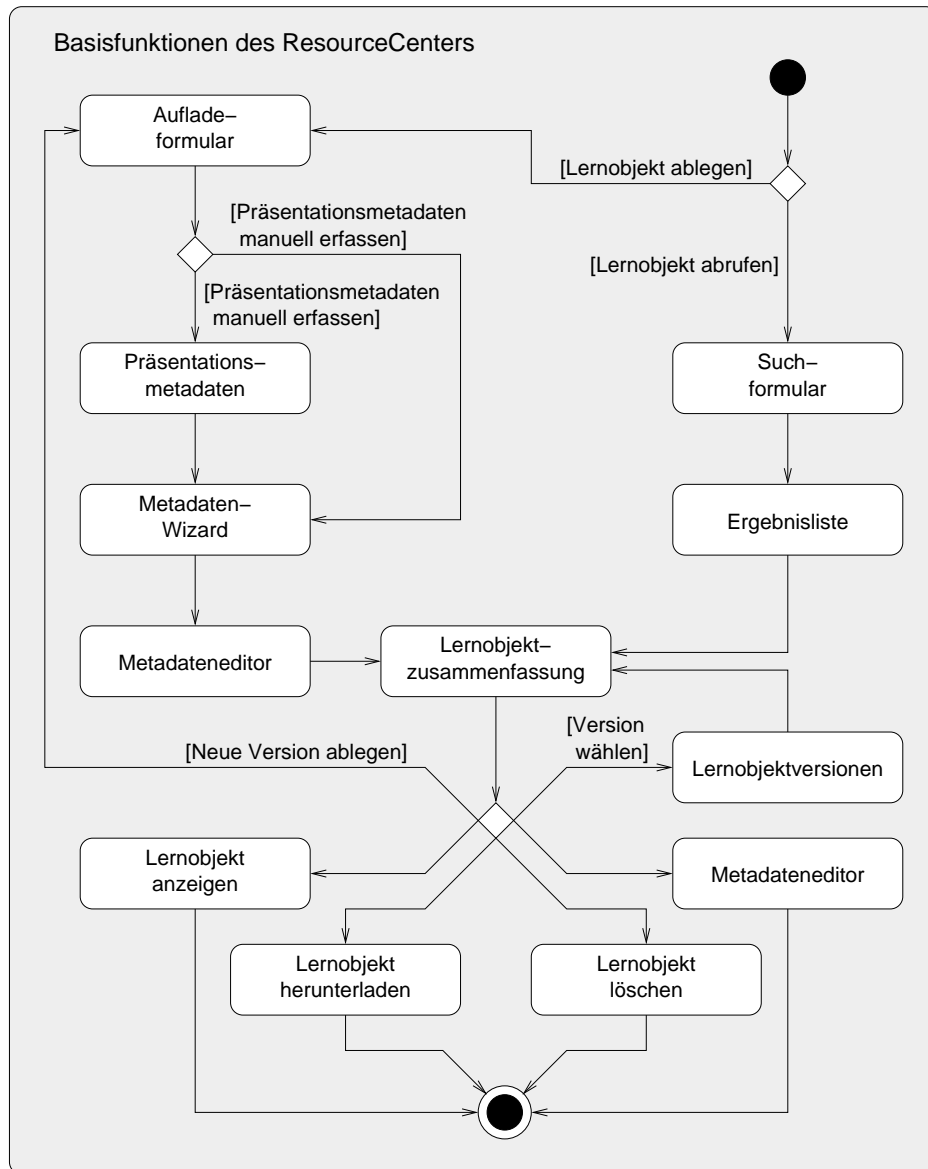 Basisfunktionen des ResourceCenters
Auflade–
formular
[Lernobjekt ablegen]
[Präsentationsmetadaten
manuell erfassen]
[Lernobjekt abrufen]
[Präsentationsmetadaten
manuell erfassen]
Präsentations–
metadaten
Such–
formular
Metadaten–
Wizard
Ergebnisliste
Metadateneditor
Lernobjekt–
zusammenfassung
[Neue Version ablegen]
[Version
wählen]
Lernobjektversionen
Lernobjekt
anzeigen
Metadateneditor
Lernobjekt
herunterladen
Lernobjekt
löschen